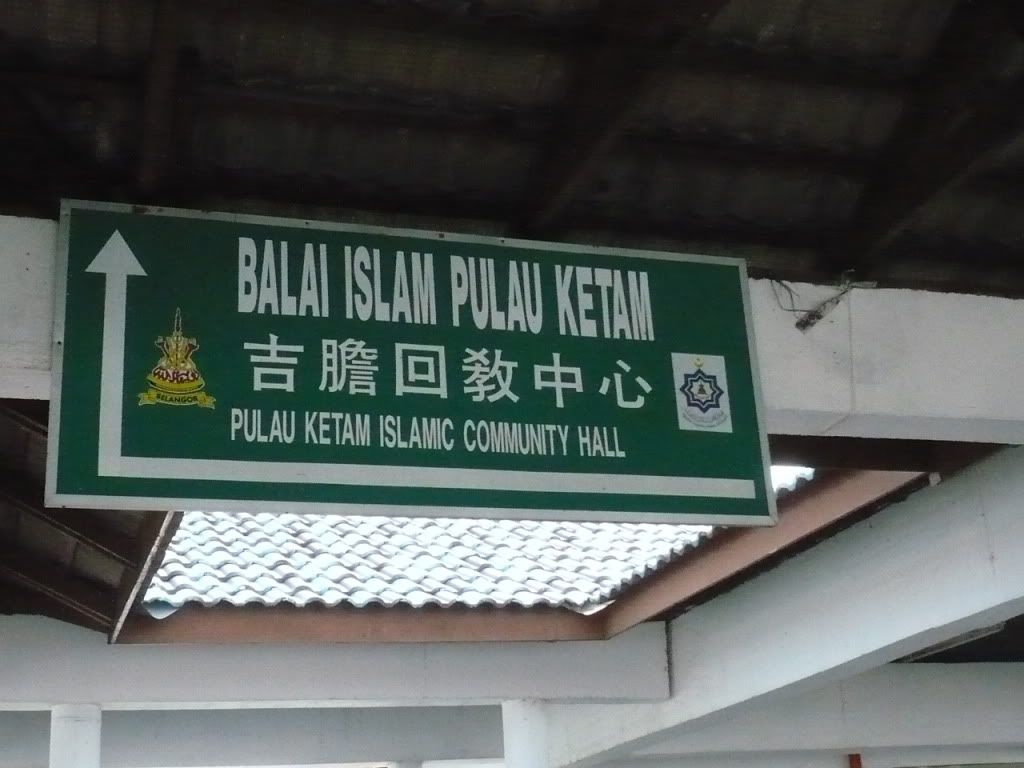 BALAI ISLAM PULAU KETAM
吉膽回教中心
PULAU KETAM ISLAMIC COMMUNITY HALL
SELANGOR